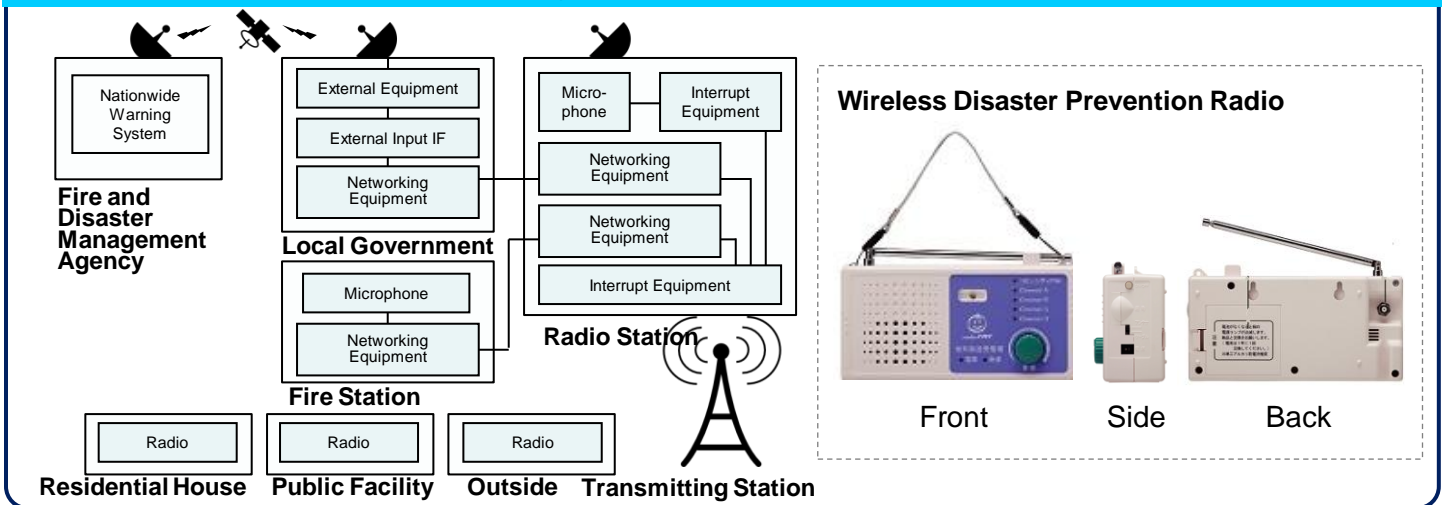 Nationwide
Warning
System
Fire and
Disaster
Management
Agency
External Equipment
External Input IF
Networking
Equipment
Local Government
Microphone
Networking
Equipment
Fire Station
Micro-
phone
Interrupt
Equipment
Networking
Equipment
Networking
Equipment
Interrupt Equipment
Radio Station
Radio
Residential House
Radio
Public Facility
Radio
Outside
Transmitting Station
Wireless Disaster Prevention Radio
Front
Side
Back